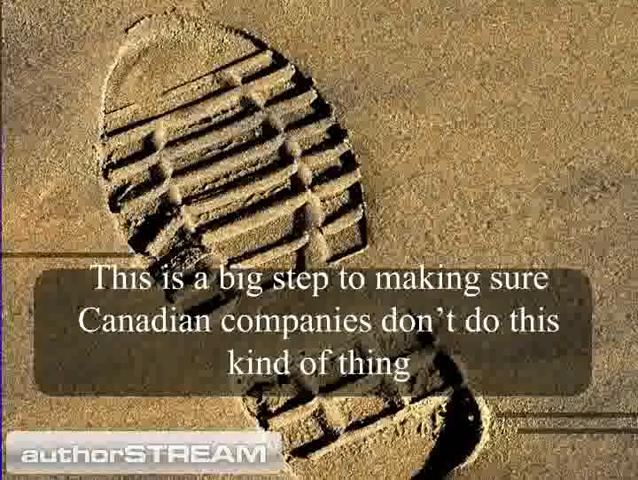 This is a big step to making sure
Canadian companies don't do this
kind of thing
authorSTREAM